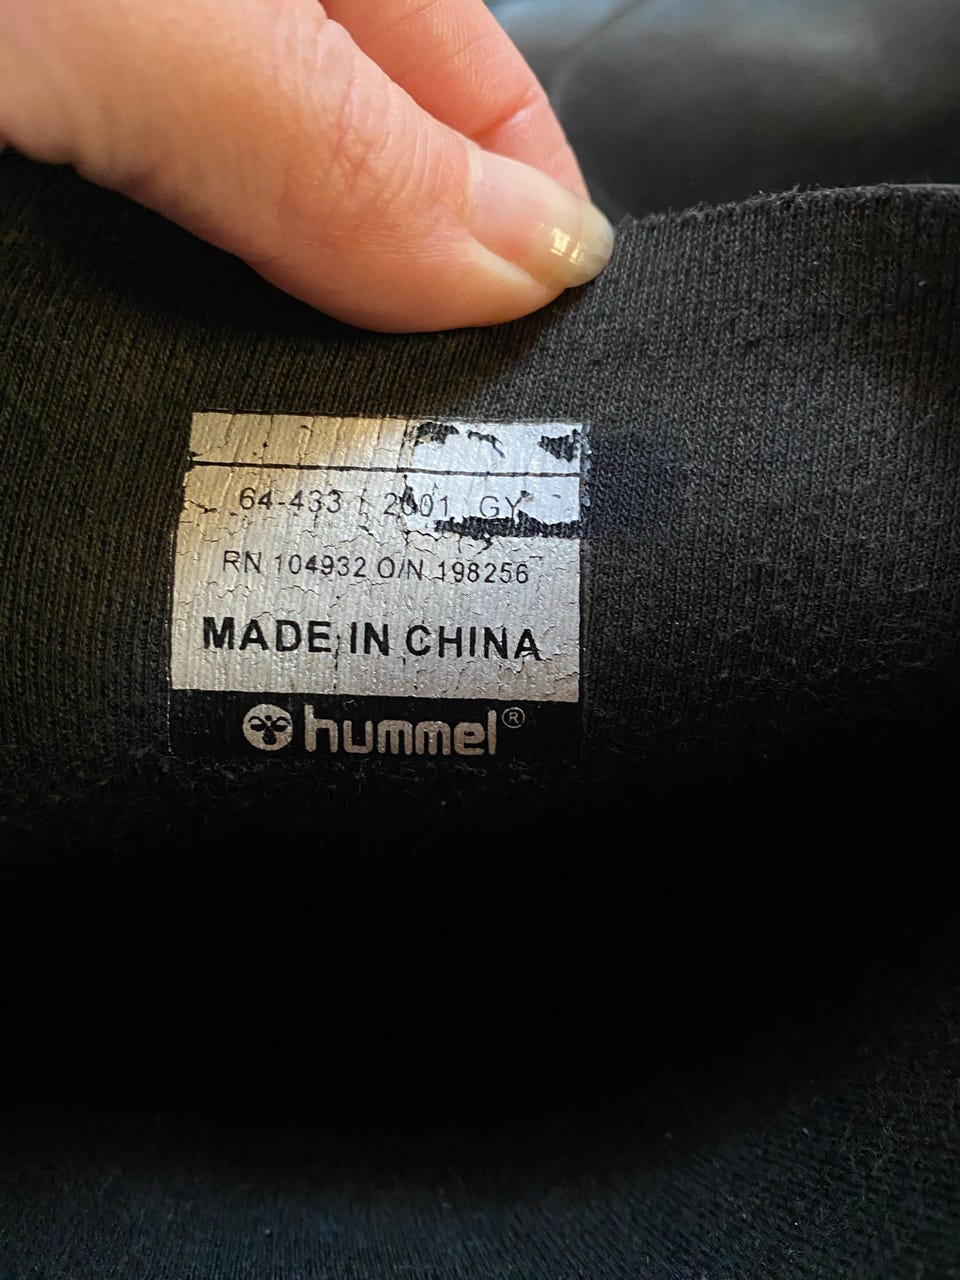 64-433 / 2001 GY
RN 104932 O/N 198256
MADE IN CHINA
hummel®